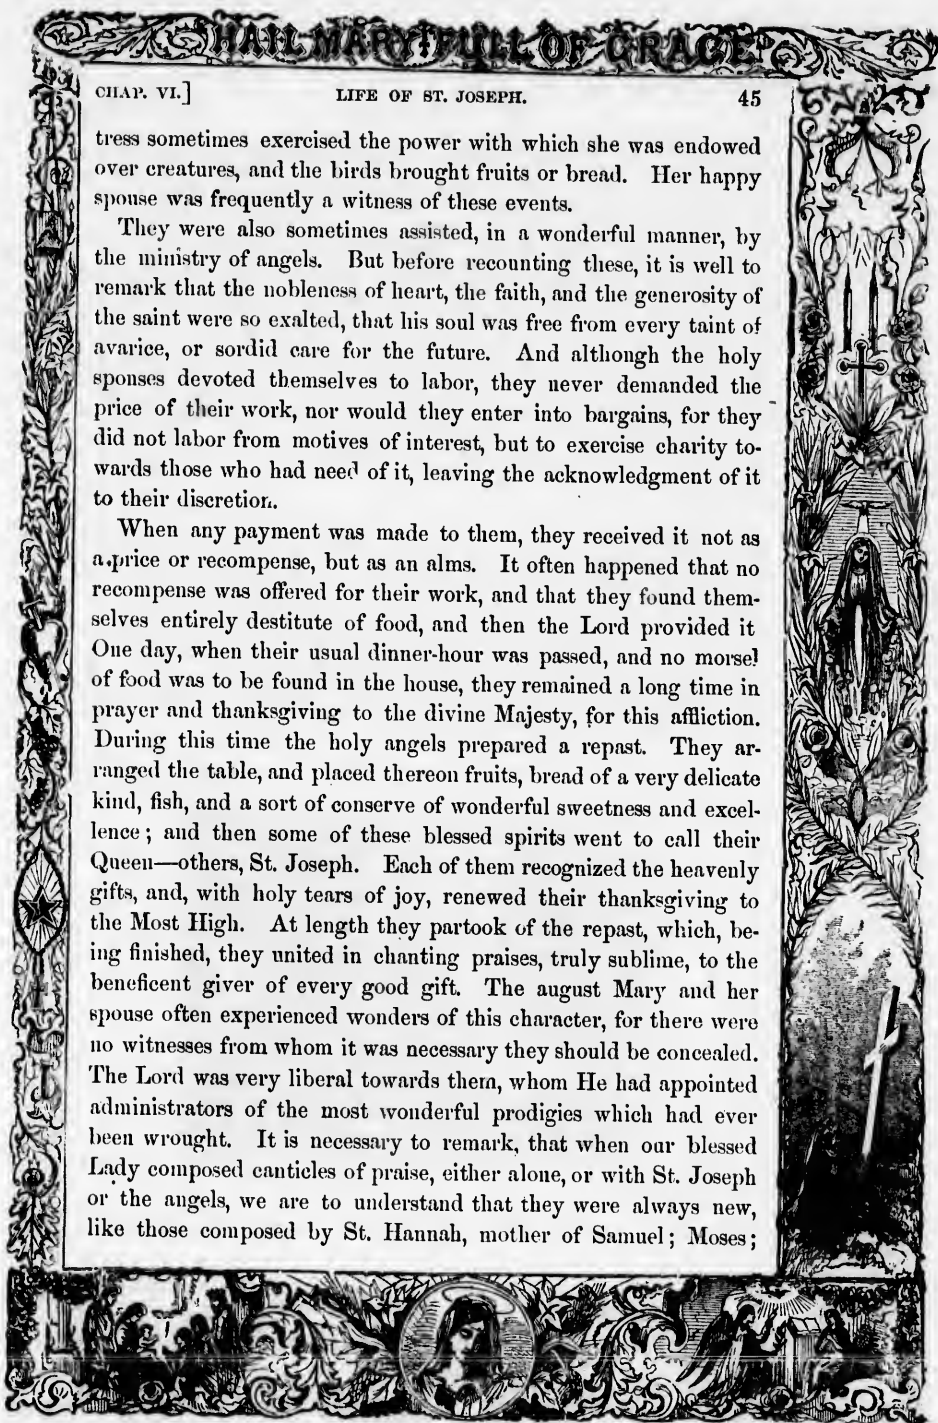 HAIL MARY FULL OF GRACE
CHAP. VI.] LIFE OF ST. JOSEPH. 45
tress sometimes exercised the power with which she was endowed
over creatures, and the birds brought fruits or bread. Her happy
spouse was frequently a witness of these events.
They were also sometimes assisted, in a wonderful manner, by
the ministry of angels. But before recounting these, it is well to
remark that the nobleness of heart, the faith, and the generosity of
the saint were so exalted, that his soul was free from every taint of
avarice, or sordid care for the future. And although the holy
spouses devoted themselves to labor, they never demanded the
price of their work, nor would they enter into bargains, for they
did not labor from motives of interest, but to exercise charity to-
wards those who had need of it, leaving the acknowledgment of it
to their discretion.
When any payment was made to them, they received it not as
a price or recompense, but as an alms. It often happened that no
recompense was offered for their work, and that they found them-
selves entirely destitute of food, and then the Lord provided it
One day, when their usual dinner-hour was passed, and no morsel
of food was to be found in the house, they remained a long time in
prayer and thanksgiving to the divine Majesty, for this affliction.
During this time the holy angels prepared a repast. They ar-
ranged the table, and placed thereon fruits, bread of a very delicate
kind, fish, and a sort of conserve of wonderful sweetness and excel-
lence; and then some of these blessed spirits went to call their
Queen—others, St. Joseph. Each of them recognized the heavenly
gifts, and, with holy tears of joy, renewed their thanksgiving to
the Most High. At length they partook of the repast, which, be-
ing finished, they united in chanting praises, truly sublime, to the
beneficent giver of every good gift. The august Mary and her
spouse often experienced wonders of this character, for there were
no witnesses from whom it was necessary they should be concealed.
The Lord was very liberal towards them, whom He had appointed
administrators of the most wonderful prodigies which had ever
been wrought. It is necessary to remark, that when our blessed
Lady composed canticles of praise, either alone, or with St. Joseph
or the angels, we are to understand that they were always new,
like those composed by St. Hannah, mother of Samuel; Moses;